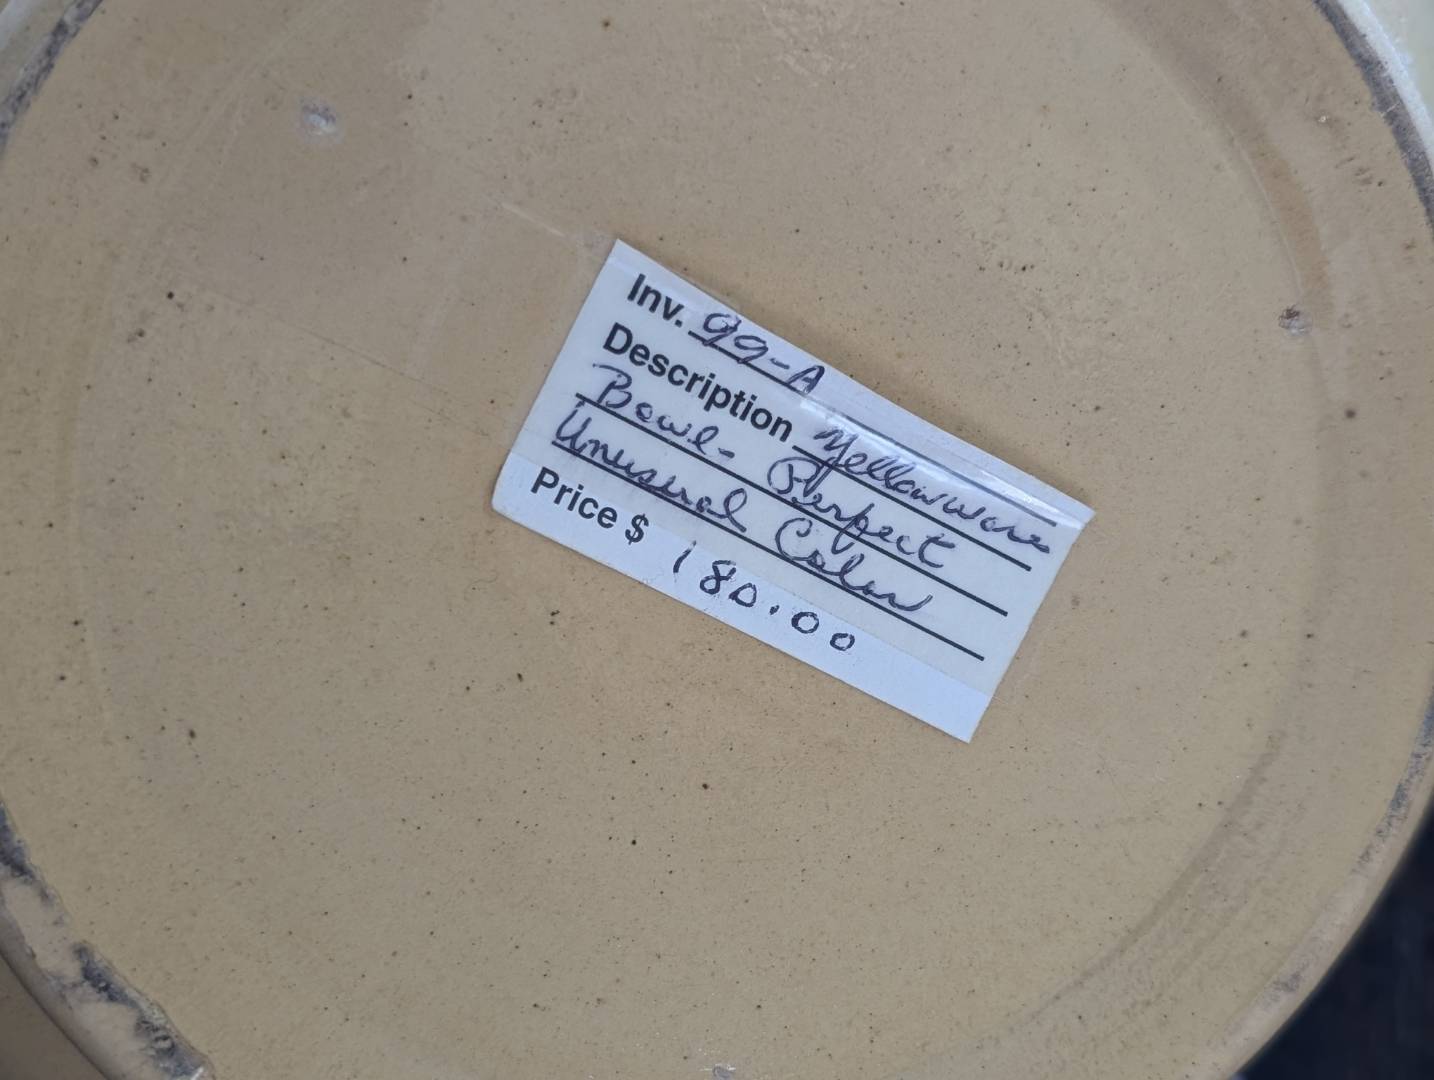 Inv. 99-A
Description Yellowware
Bowl - Perfect
Unusual Color
Price $ 180.00